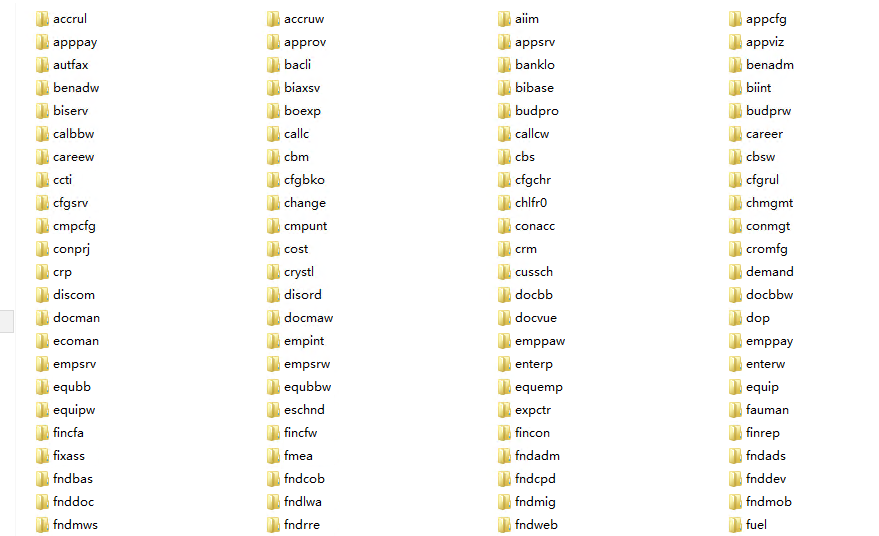 accrul accruw aiim appcfg
apppay approv appsrv appviz
autfax bacli banklo benadm
benadw biaxsv bibase biint
biserv boexp budpro budprw
calbbw callc callcw career
careew cbm cbs cbsw
ccti cfgbko cfgchr cfgrul
cfgsrv change chlfr0 chmgmt
cmpcfg cmpunt conacc conmgt
conprj cost crm cromfg
crp crystl cussch demand
discom disord docbb docbbw
docman docmaw docvue dop
ecoman empint emppaw emppay
empsrv empsrw enterp enterw
equbb equbbw equemp equip
equipw eschnd expctr fauman
fincfa fincfw fincon finrep
fixass fmea fndadm fndads
fndbas fndcob fndcpd fnddev
fnddoc fndlwa fndmig fndmob
fndmws fndrre fndweb fuel